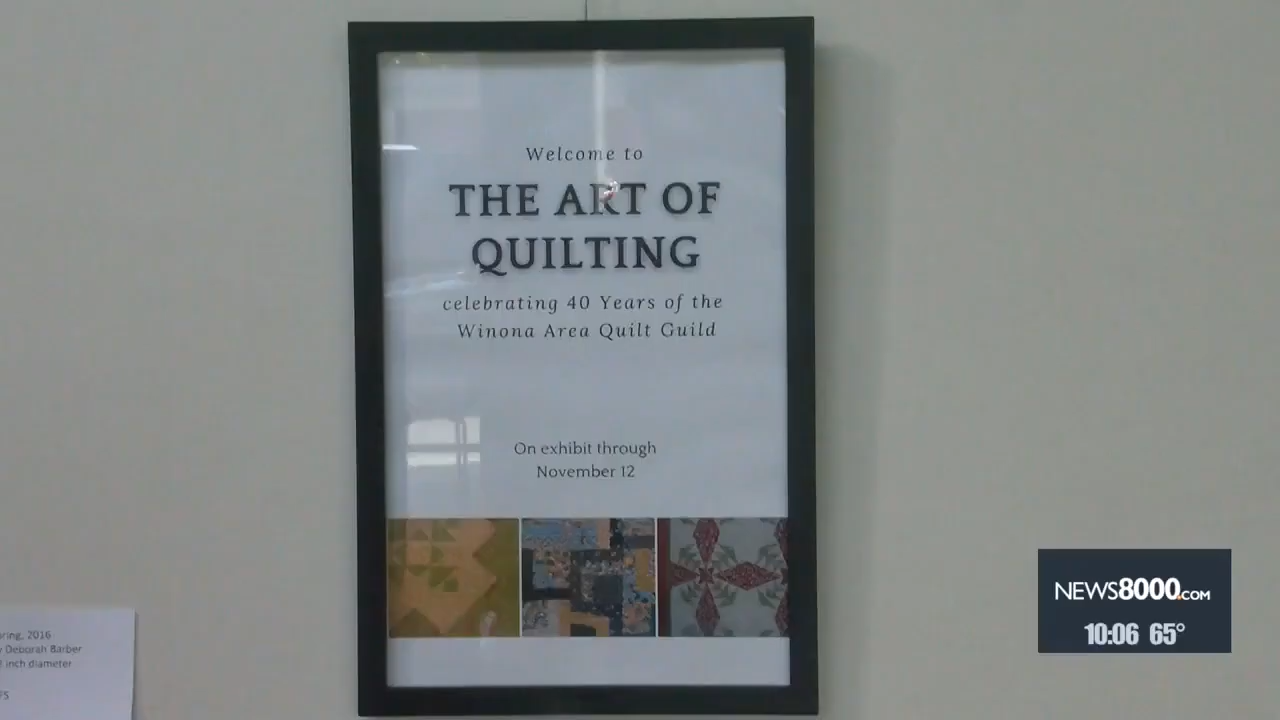 Welcome to
THE ART OF
QUILTING
celebrating 40 Years of the
Winona Area Quilt Guild
On exhibit through
November 12
2016
Deborah Barber
inch diameter
NEWS8000.COM
10:06 65°